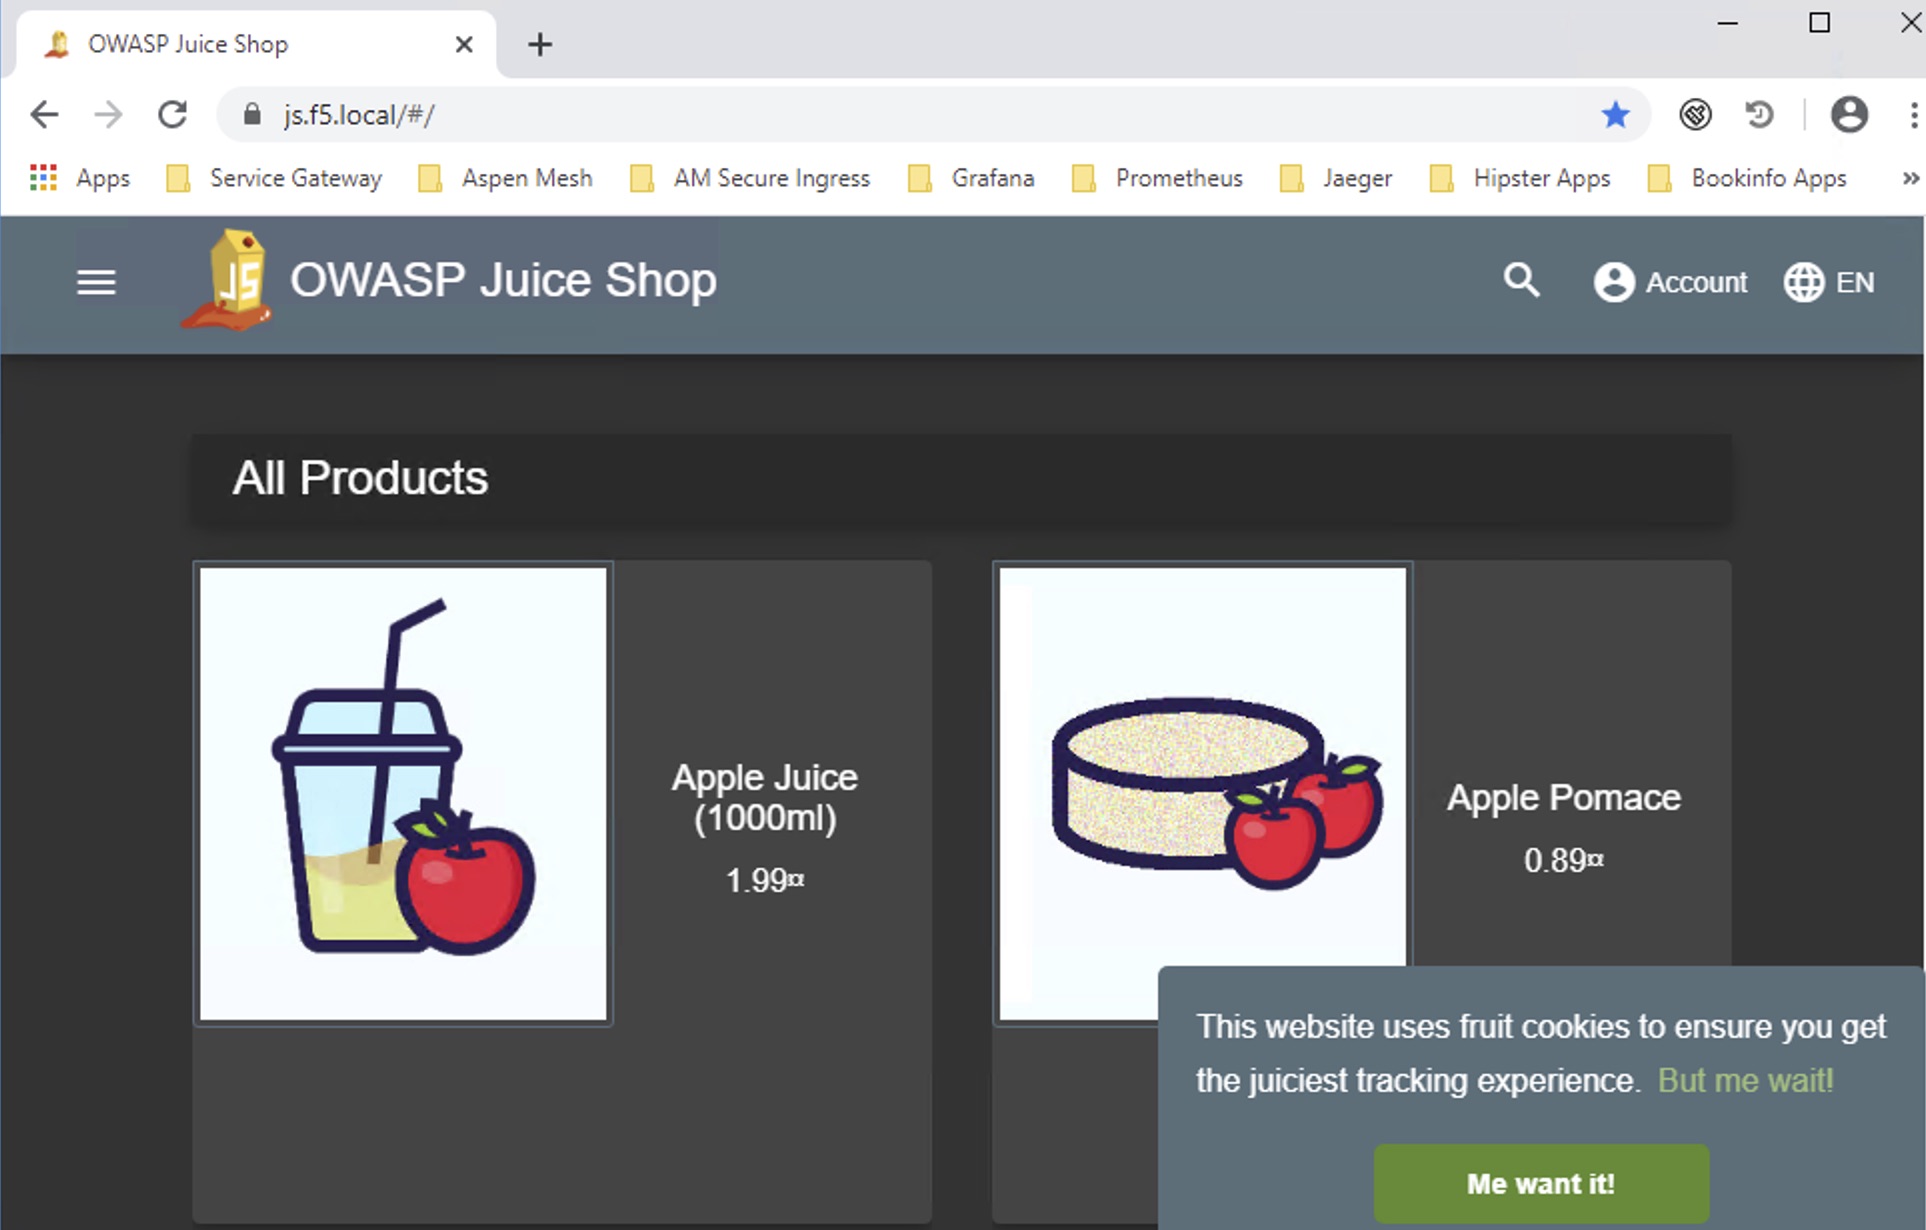 OWASP Juice Shop
js.f5.local/#/
Apps Service Gateway Aspen Mesh AM Secure Ingress Grafana Prometheus Jaeger Hipster Apps Bookinfo Apps »
JS OWASP Juice Shop Account EN
All Products
Apple Juice
(1000ml)
1.99¤
Apple Pomace
0.89¤
This website uses fruit cookies to ensure you get
the juiciest tracking experience. But me wait!
Me want it!